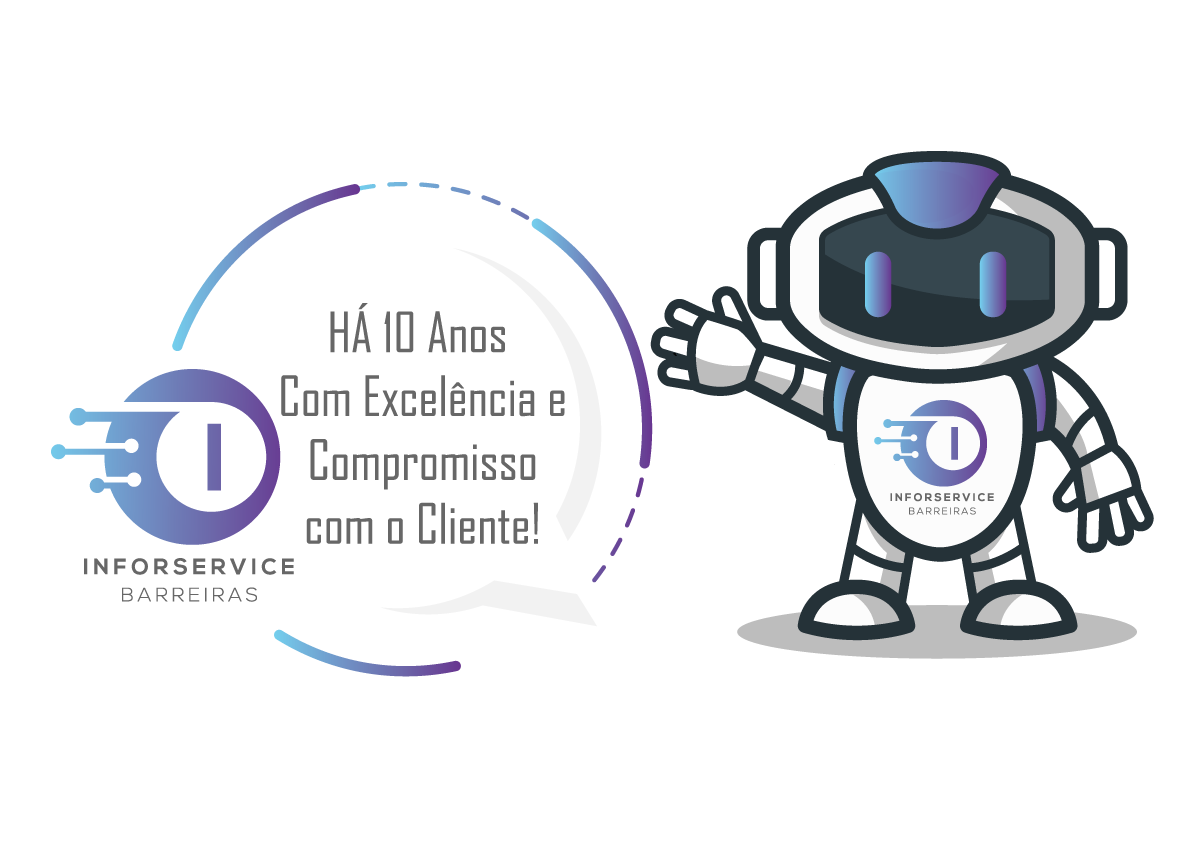 HÁ 10 Anos
Com Excelência e
Compromisso
com o Cliente!
I
INFORSERVICE
BARREIRAS
I
INFORSERVICE
BARREIRAS